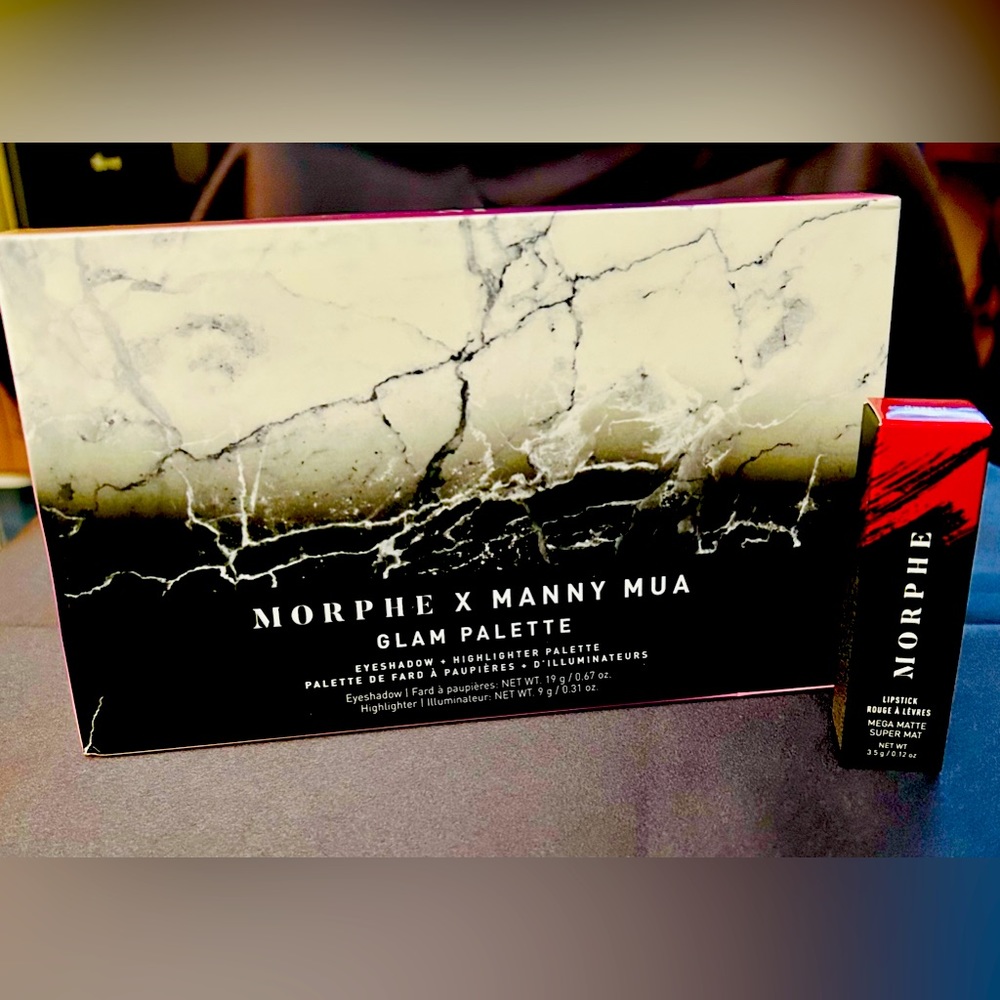 MORPHE X MANNY MUA
GLAM PALETTE
EYESHADOW + HIGHLIGHTER PALETTE
PALETTE DE FARD À PAUPIÈRES + D'ILLUMINATEURS
Eyeshadow | Fard à paupières: NET WT. 19 g / 0.67 oz.
Highlighter | Illuminateur: NET WT. 9 g / 0.31 oz.
MORPHE
LIPSTICK
ROUGE À LÈVRES
MEGA MATTE
SUPER MAT
NET WT
3.5 g / 0.12 oz